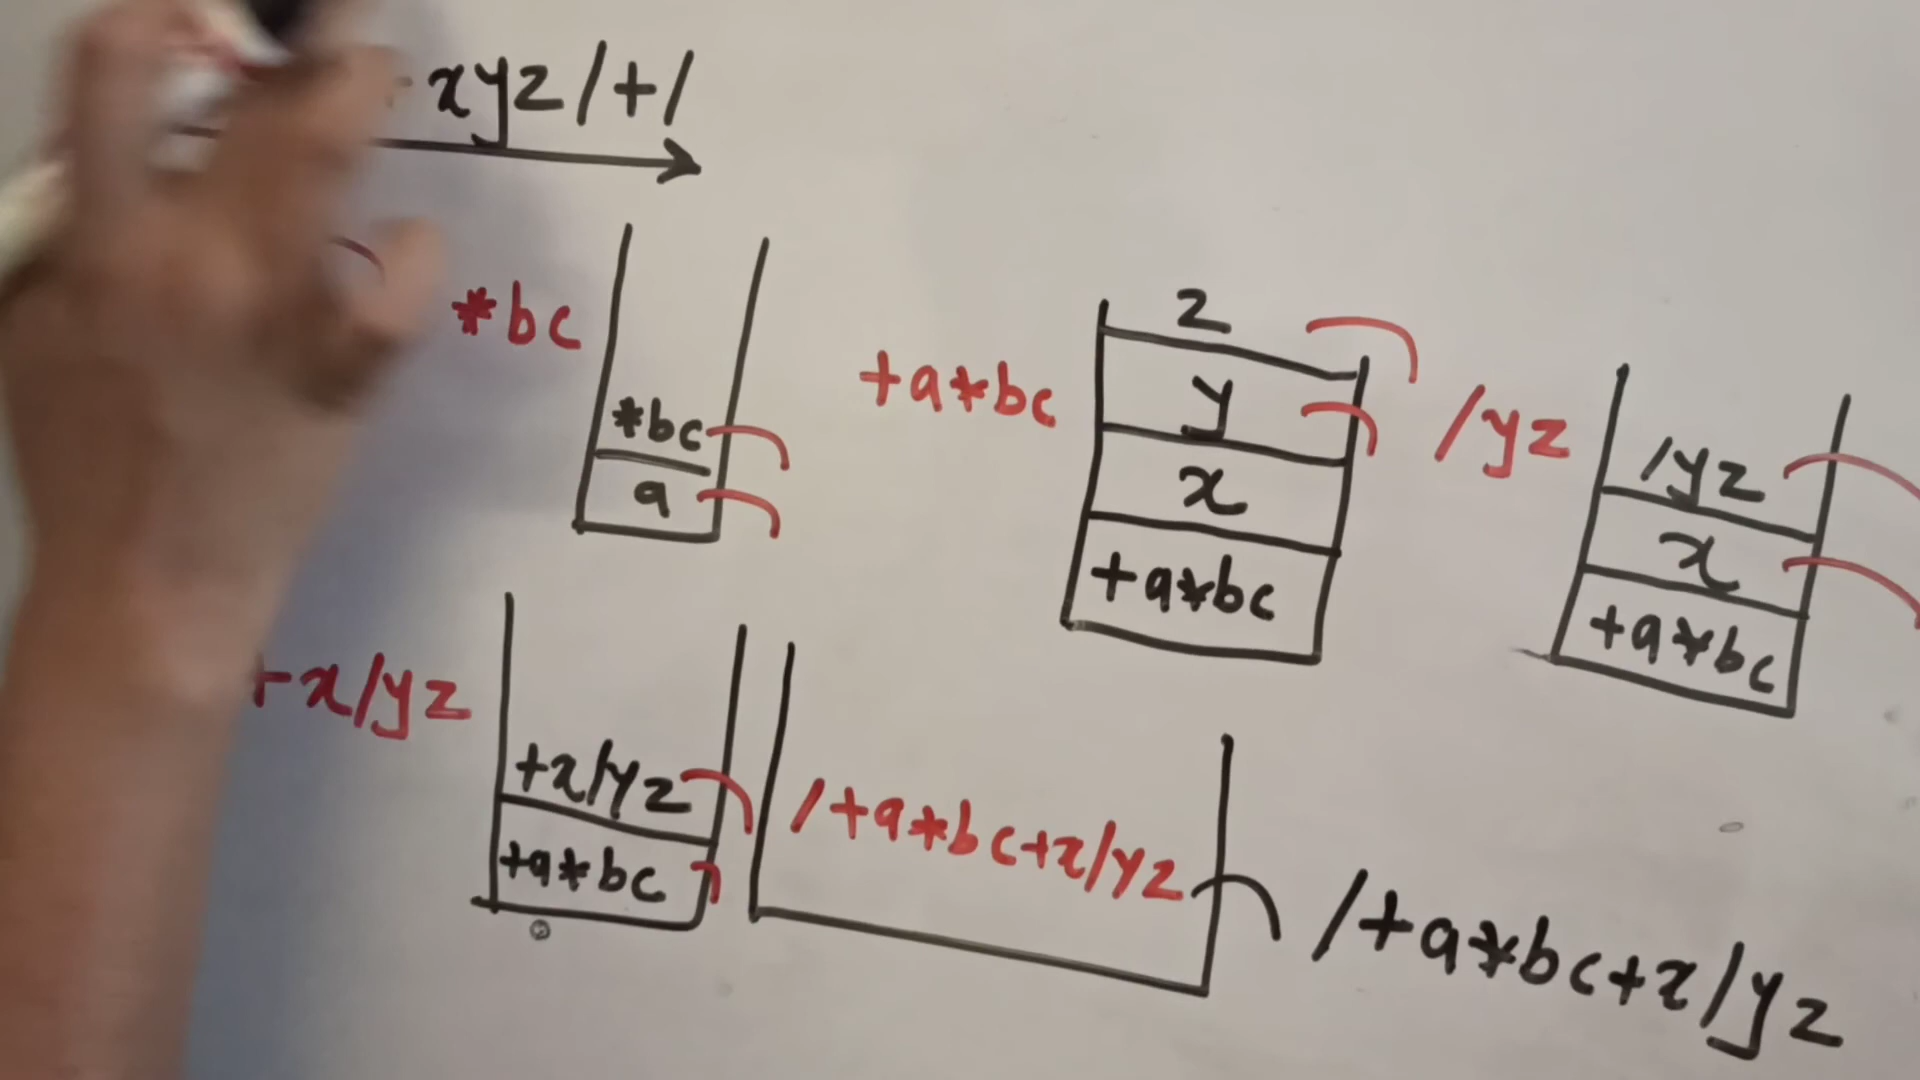 xyz/+/
*bc
*bc
a
+a*bc
z
y
x
+a*bc
/yz
/yz
x
+a*bc
+x/yz
+x/yz
+a*bc
/+a*bc+x/yz
/+a*bc+x/yz